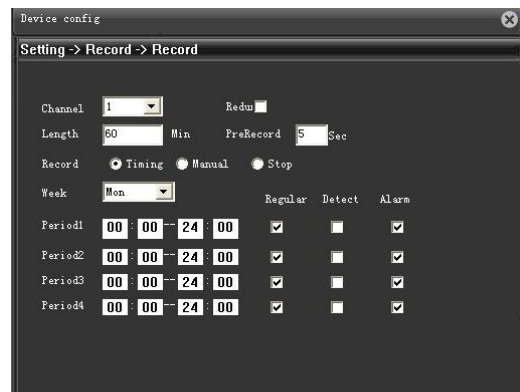 Device config
Setting -> Record -> Record
Channel 1 Redu
Length 60 Min PreRecord 5 Sec
Record Timing Manual Stop
Week Mon Regular Detect Alarm
Period1 00 : 00 -- 24 : 00
Period2 00 : 00 -- 24 : 00
Period3 00 : 00 -- 24 : 00
Period4 00 : 00 -- 24 : 00